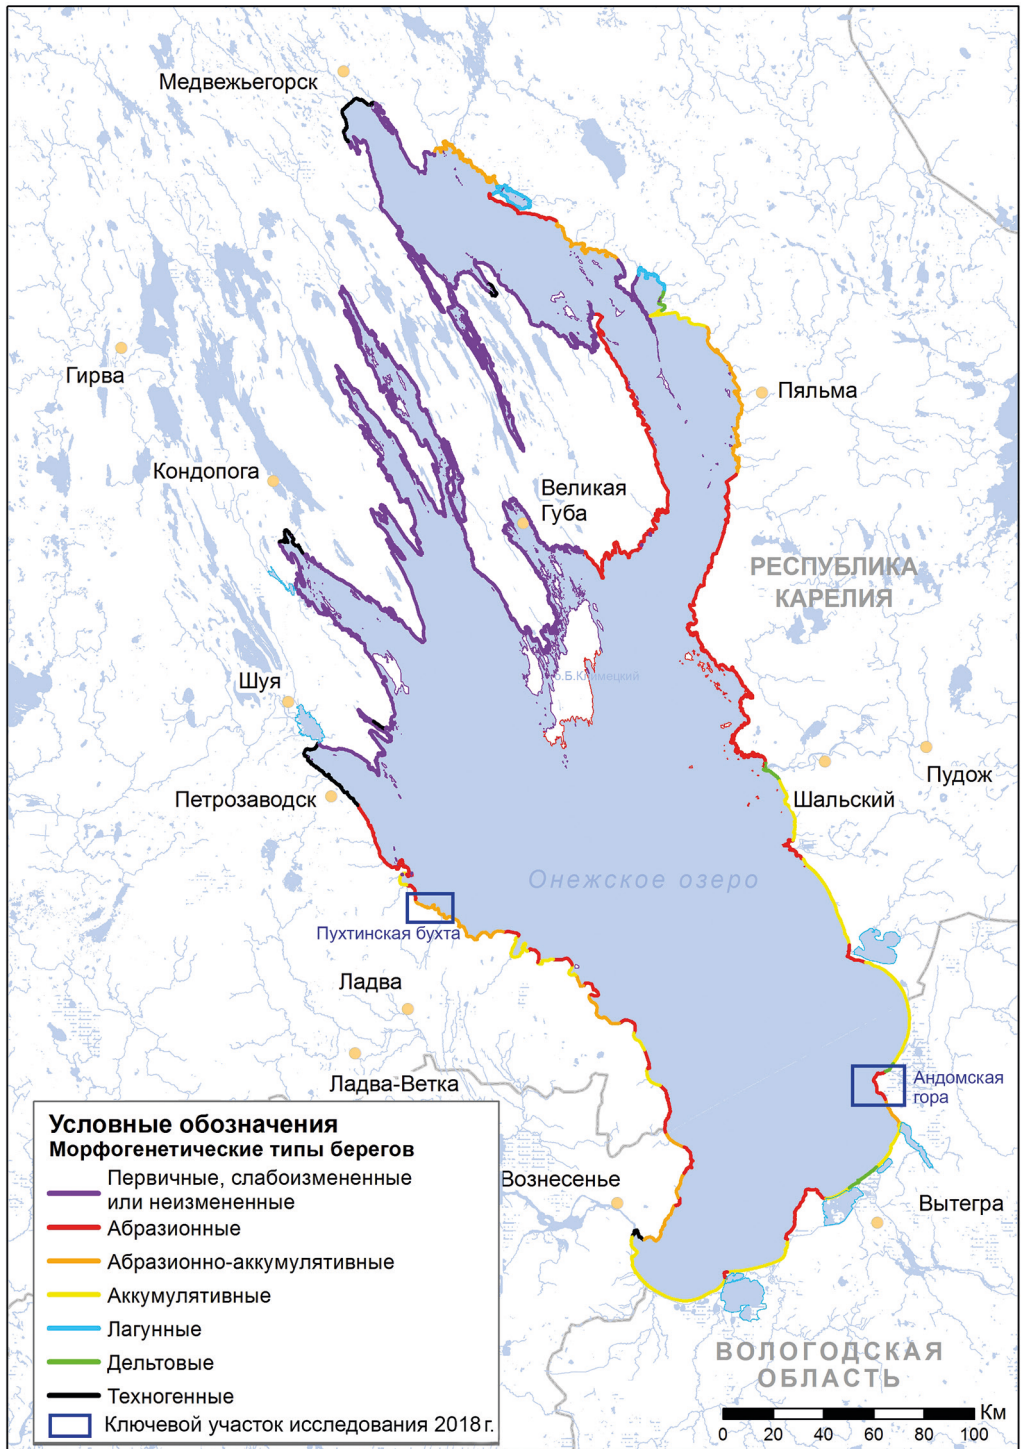 Медвежьегорск
Гирва
Пяльма
Кондопога
Великая
Губа
РЕСПУБЛИКА
КАРЕЛИЯ
о.Б.Климецкий
Шуя
Пудож
Петрозаводск
Шальский
Онежское озеро
Пухтинская бухта
Ладва
Андомская
гора
Ладва-Ветка
Вознесенье
Вытегра
Условные обозначения
Морфогенетические типы берегов
Первичные, слабоизмененные
или неизмененные
Абразионные
Абразионно-аккумулятивные
Аккумулятивные
Лагунные
Дельтовые
Техногенные
Ключевой участок исследования 2018 г.
ВОЛОГОДСКАЯ
ОБЛАСТЬ
Км
0 20 40 60 80 100